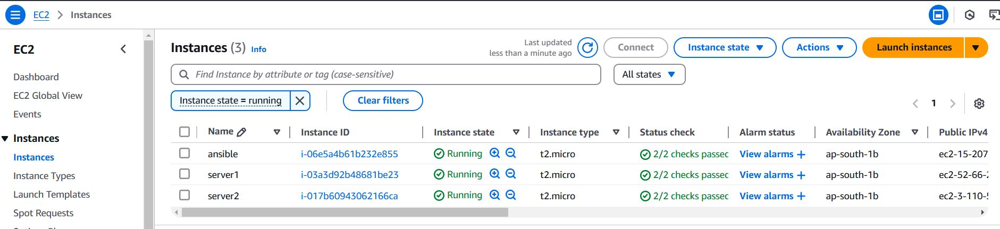 EC2 > Instances
EC2
Dashboard
EC2 Global View
Events
Instances
Instances
Instance Types
Launch Templates
Spot Requests
Instances (3) Info
Last updated
less than a minute ago
Connect
Instance state
Actions
Launch instances
Find Instance by attribute or tag (case-sensitive)
All states
Instance state = running
Clear filters
1
Name Instance ID Instance state Instance type Status check Alarm status Availability Zone Public IPv4
ansible i-06e5a4b61b232e855 Running t2.micro 2/2 checks passed View alarms + ap-south-1b ec2-15-207
server1 i-03a3d92b48681be23 Running t2.micro 2/2 checks passed View alarms + ap-south-1b ec2-52-66-2
server2 i-017b60943062166ca Running t2.micro 2/2 checks passed View alarms + ap-south-1b ec2-3-110-5